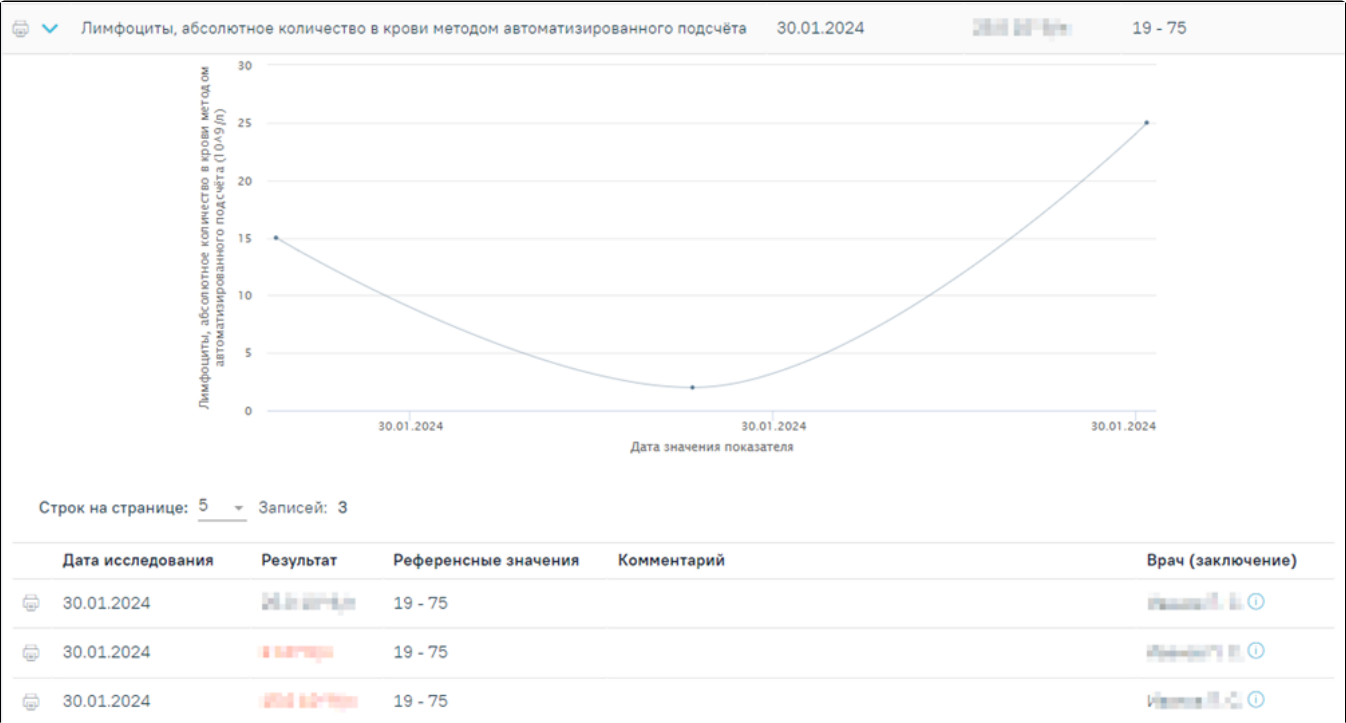 Лимфоциты, абсолютное количество в крови методом автоматизированного подсчёта 30.01.2024 19 - 75
Лимфоциты, абсолютное количество в крови методом
автоматизированного подсчёта (10^9/л)
30
25
20
15
10
5
0
30.01.2024 30.01.2024 30.01.2024
Дата значения показателя
Строк на странице: 5 Записей: 3
Дата исследования Результат Референсные значения Комментарий Врач (заключение)
30.01.2024 19 - 75
30.01.2024 19 - 75
30.01.2024 19 - 75